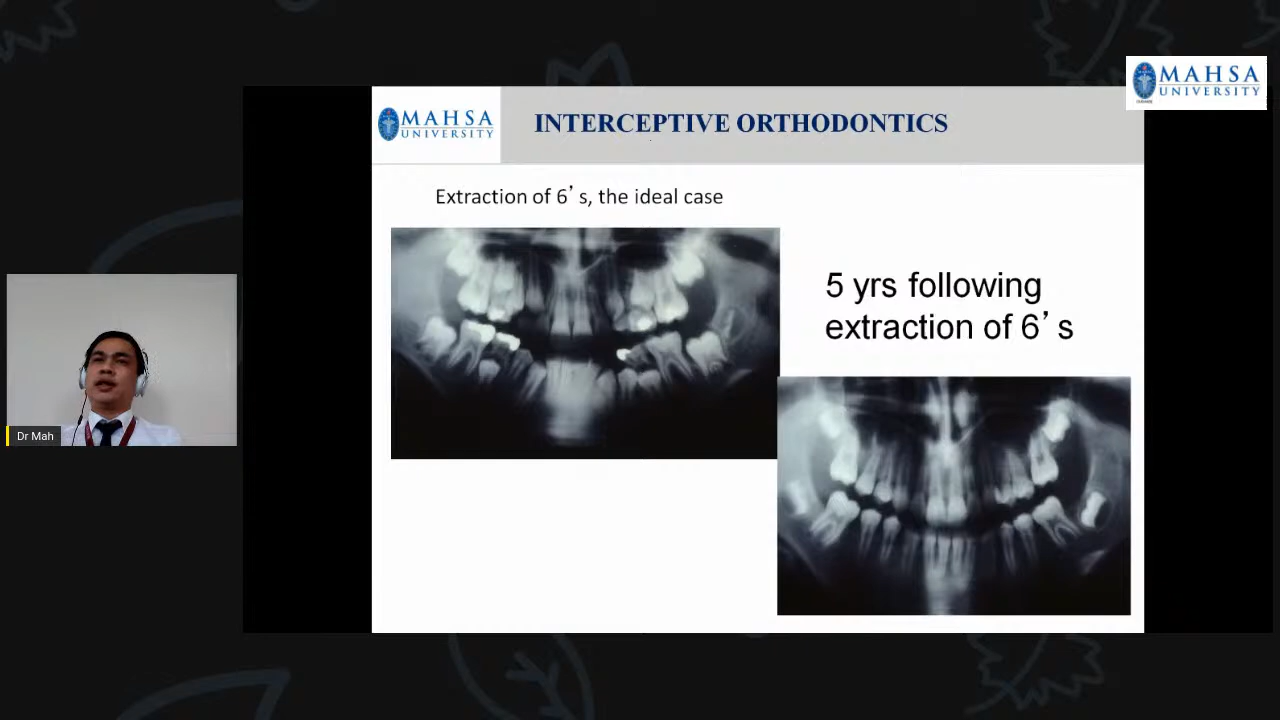 MAHSA
UNIVERSITY
MAHSA
UNIVERSITY
INTERCEPTIVE ORTHODONTICS
Extraction of 6’s, the ideal case
5 yrs following
extraction of 6’s
Dr Mah